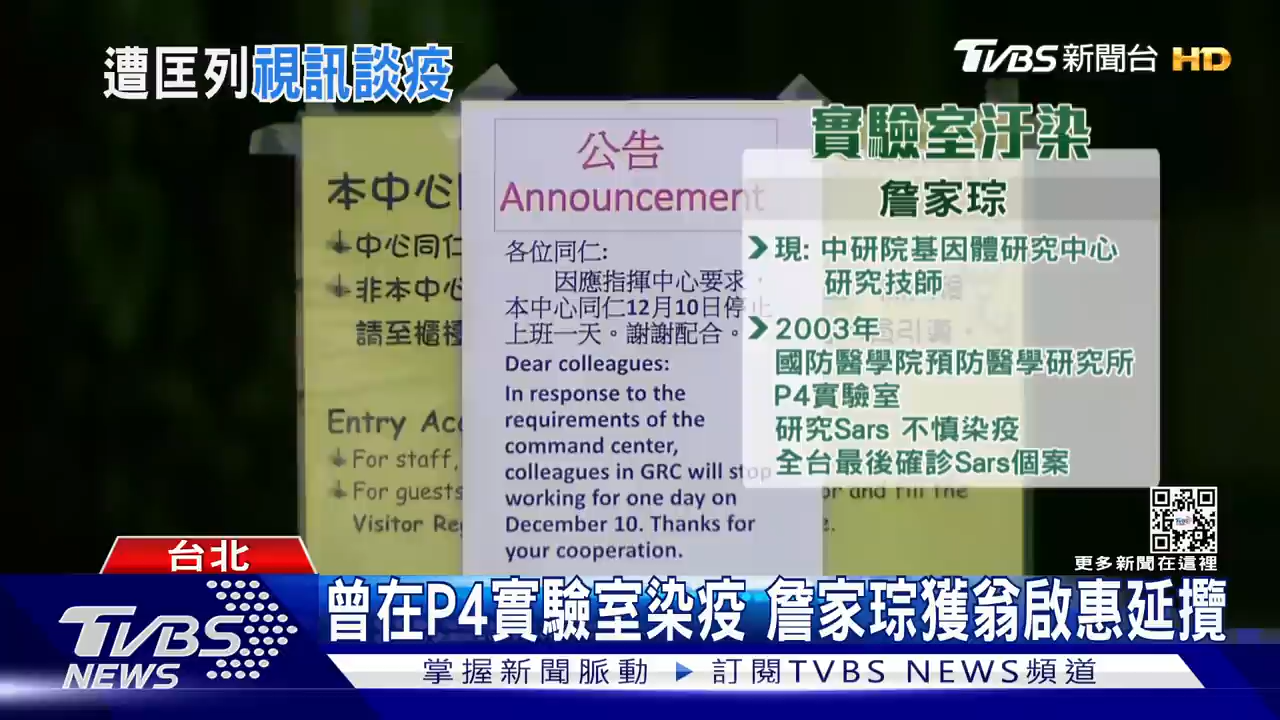 遭匡列視訊談疫
TVBS新聞台 HD
實驗室汙染
詹家琮
現: 中研院基因體研究中心
研究技師
2003年
國防醫學院預防醫學研究所
P4實驗室
研究Sars 不慎染疫
全台最後確診Sars個案
公告
Announcement
各位同仁:
因應指揮中心要求，
本中心同仁12月10日停止
上班一天。謝謝配合。
Dear colleagues:
In response to the
requirements of the
command center,
colleagues in GRC will stop
working for one day on
December 10. Thanks for
your cooperation.
本中心
中心同仁
非本中心
請至櫃檯
引導。
Entry
For staff,
For guests
or and fill the
Visitor
更多新聞在這裡
台北
曾在P4實驗室染疫 詹家琮獲翁啟惠延攬
TVBS
NEWS
掌握新聞脈動 訂閱TVBS NEWS頻道